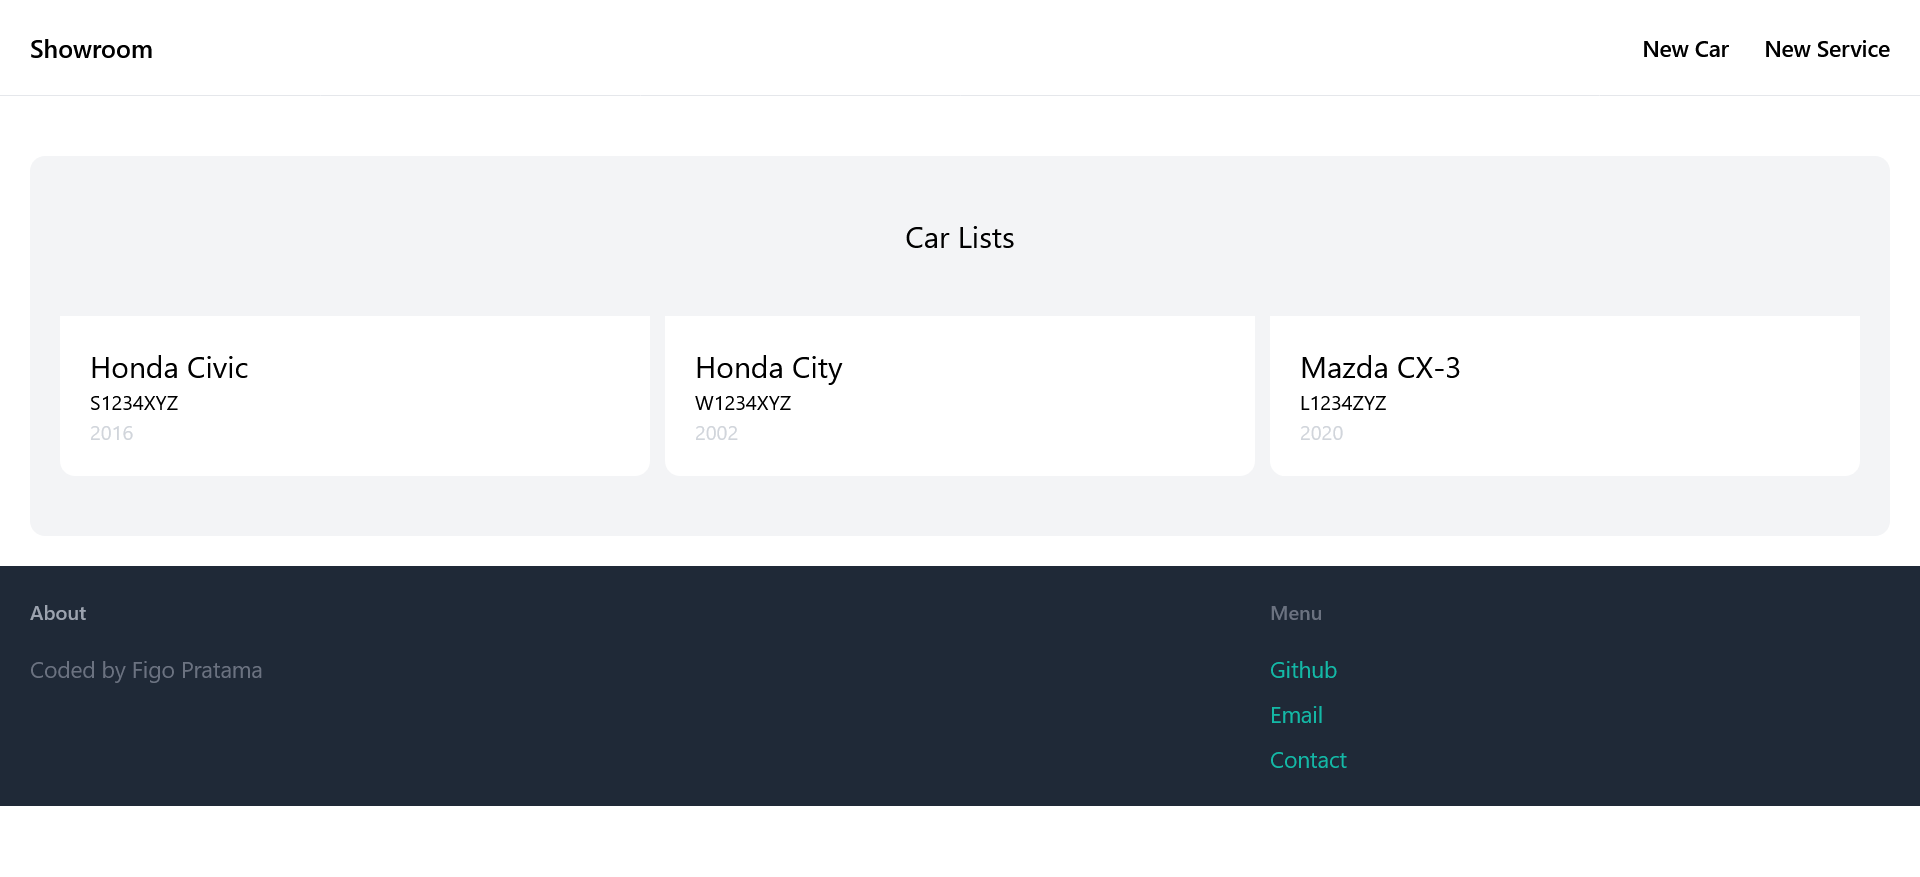 Showroom
New Car
New Service
Car Lists
Honda Civic
S1234XYZ
2016
Honda City
W1234XYZ
2002
Mazda CX-3
L1234ZYZ
2020
About
Coded by Figo Pratama
Menu
Github
Email
Contact